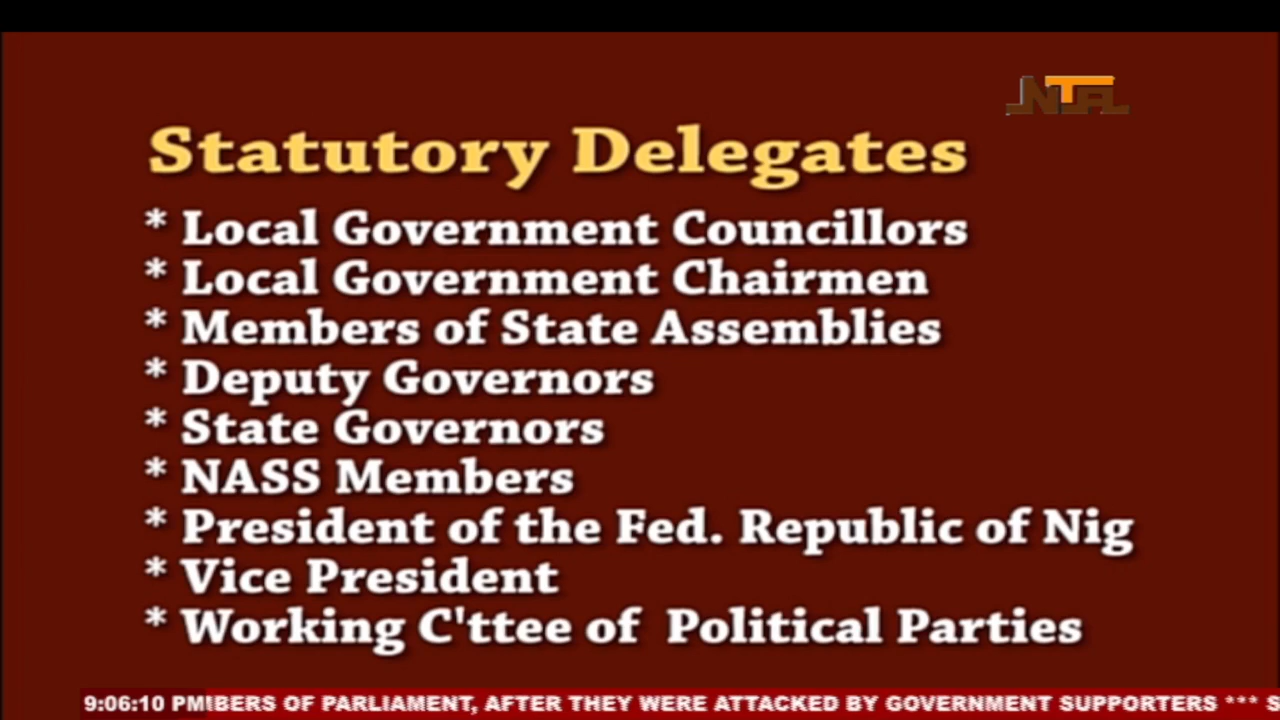 NTA
Statutory Delegates
* Local Government Councillors
* Local Government Chairmen
* Members of State Assemblies
* Deputy Governors
* State Governors
* NASS Members
* President of the Fed. Republic of Nig
* Vice President
* Working C'ttee of Political Parties
9:06:10 PM IBERS OF PARLIAMENT, AFTER THEY WERE ATTACKED BY GOVERNMENT SUPPORTERS *** S